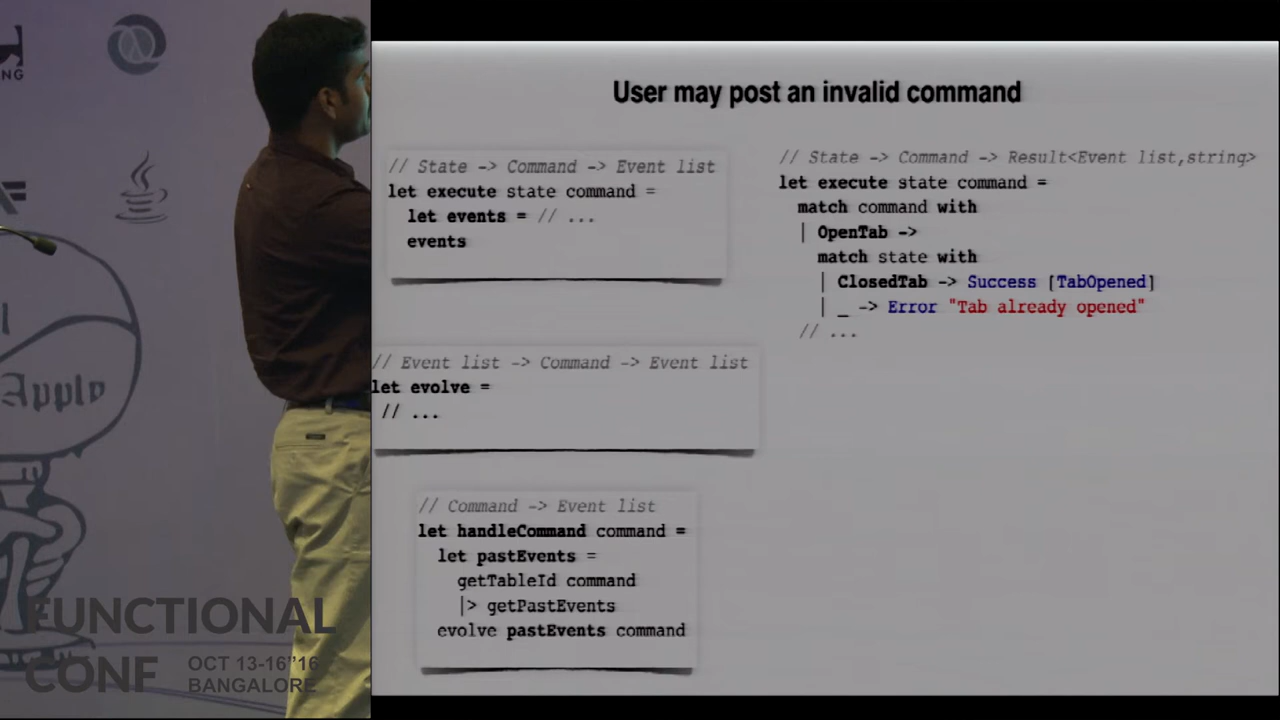 User may post an invalid command
// State -> Command -> Event list
let execute state command =
let events = // ...
events
// Event list -> Command -> Event list
let evolve =
// ...
// Command -> Event list
let handleCommand command =
let pastEvents =
getTableId command
|> getPastEvents
evolve pastEvents command
// State -> Command -> Result<Event list,string>
let execute state command =
match command with
| OpenTab ->
match state with
| ClosedTab -> Success [TabOpened]
| _ -> Error "Tab already opened"
// ...
NG
Apply
FUNCTIONAL
CONF
OCT 13-16"16
BANGALORE